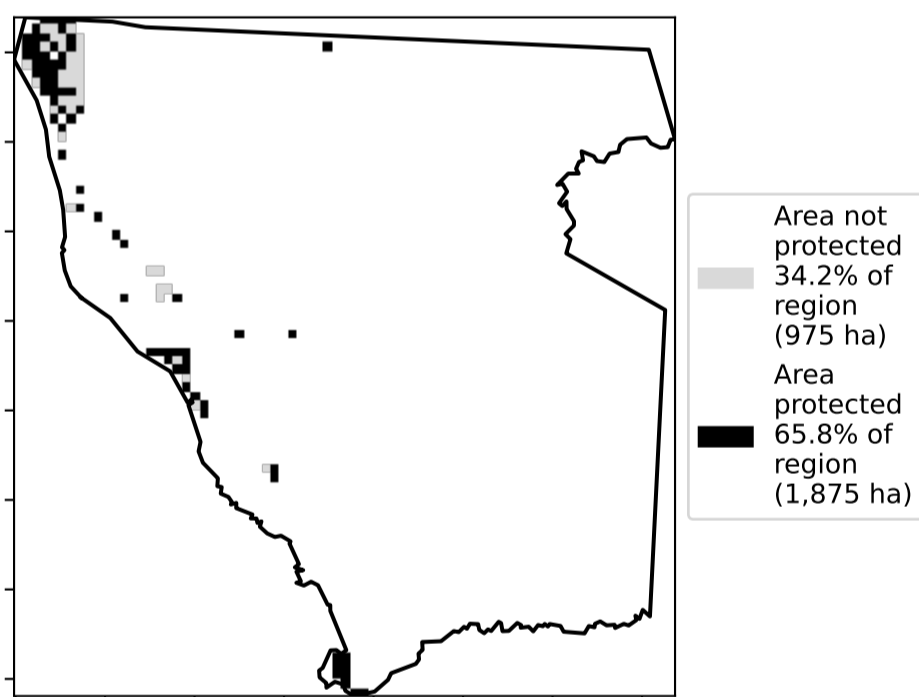 Area not
protected
34.2% of
region
(975 ha)
Area
protected
65.8% of
region
(1,875 ha)